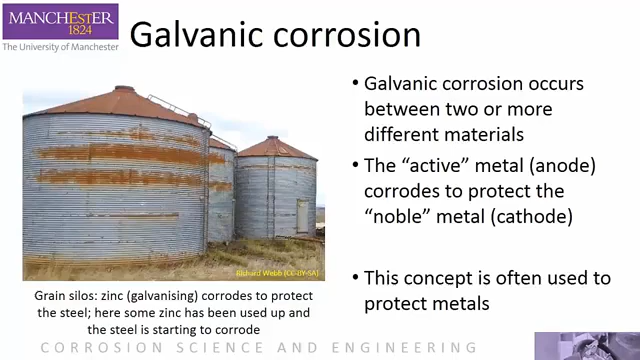 MANCHESTER
1824
The University of Manchester
Galvanic corrosion
• Galvanic corrosion occurs
between two or more
different materials
• The “active” metal (anode)
corrodes to protect the
“noble” metal (cathode)
• This concept is often used to
protect metals
Richard Webb (CC-BY-SA)
Grain silos: zinc (galvanising) corrodes to protect
the steel; here some zinc has been used up and
the steel is starting to corrode
CORROSION SCIENCE AND ENGINEERING